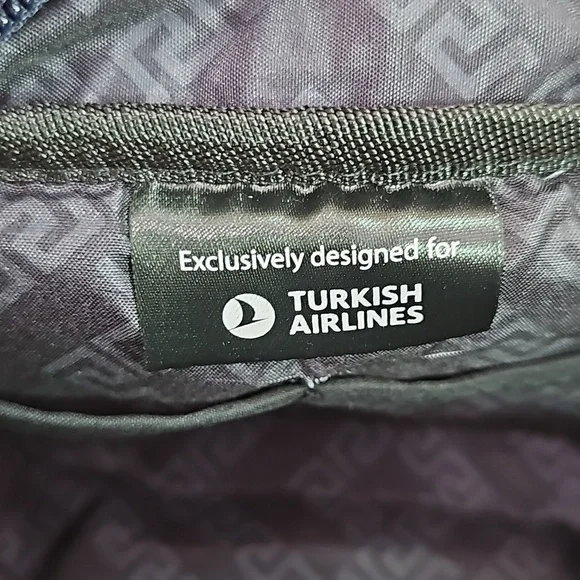 Exclusively designed for
TURKISH
AIRLINES